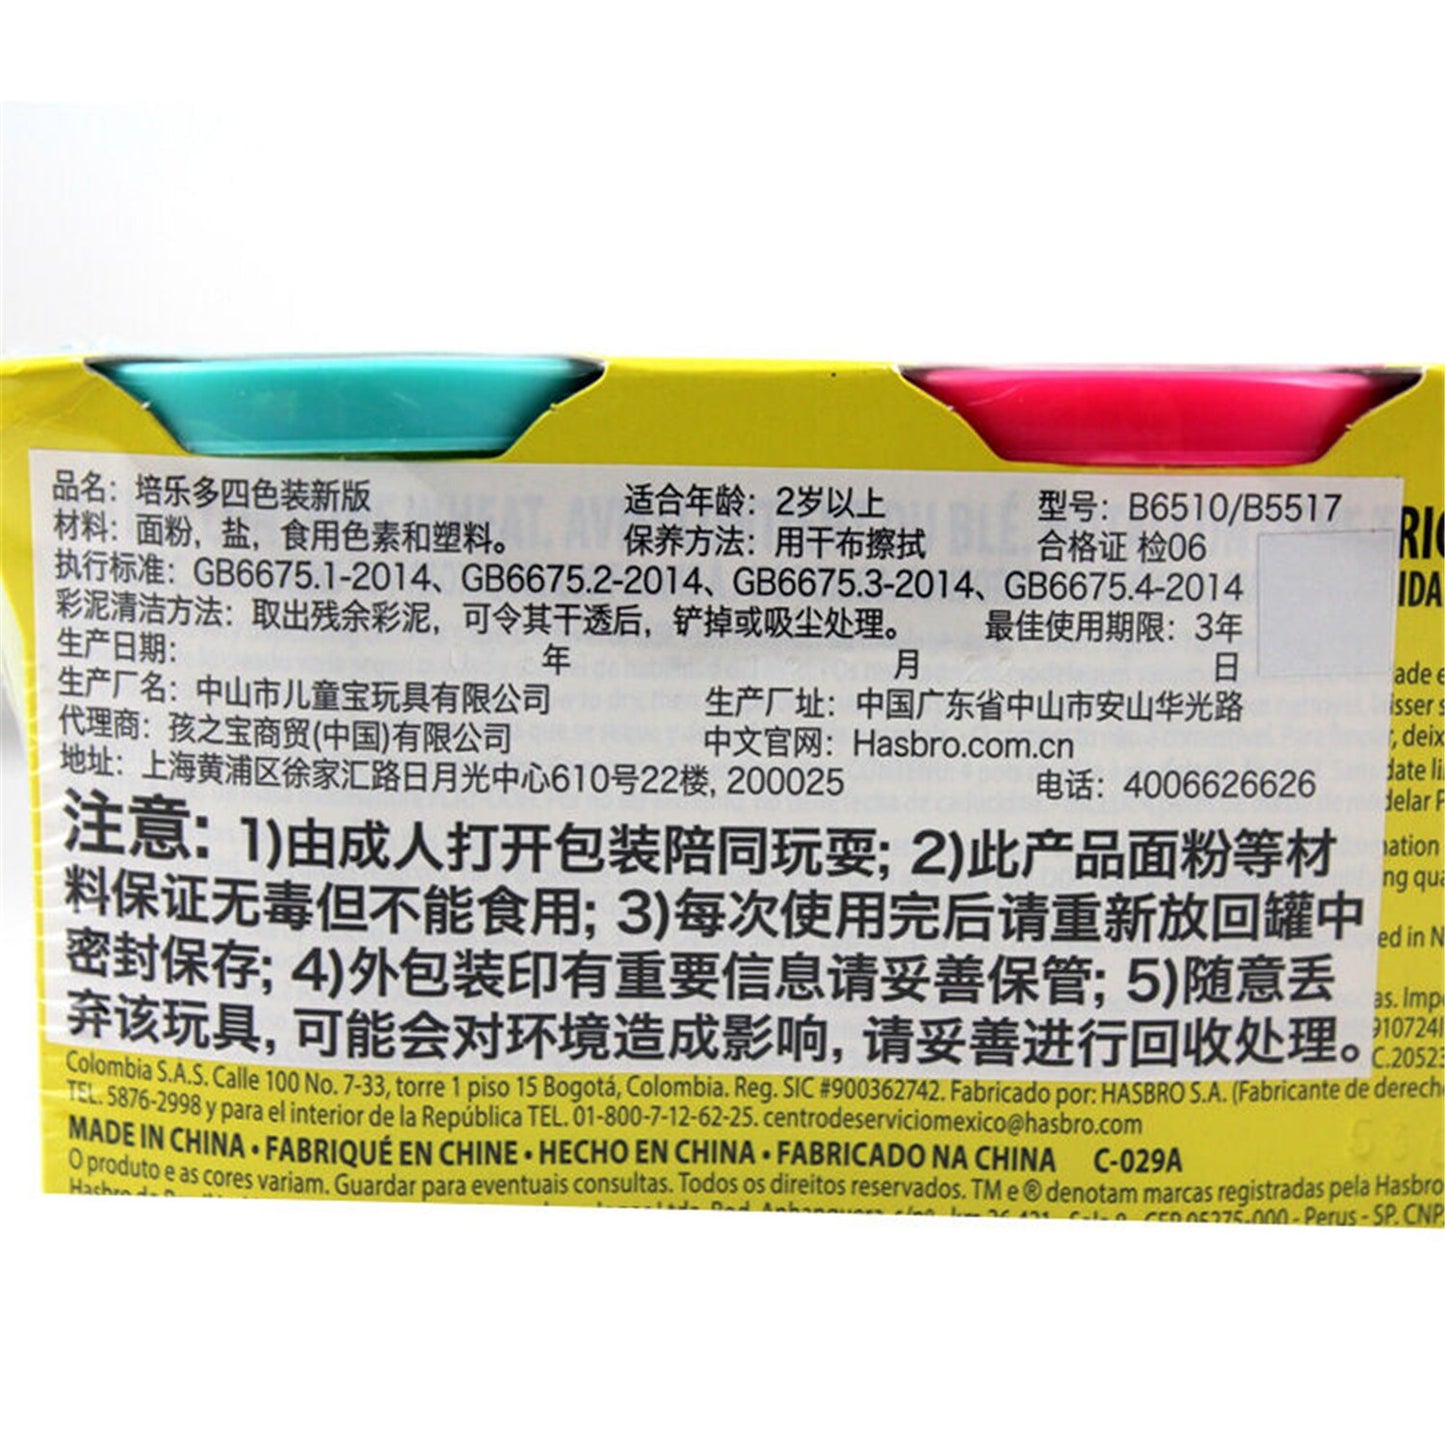 品名：培乐多四色装新版 适合年龄：2岁以上 型号：B6510/B5517
材料：面粉，盐，食用色素和塑料。 保养方法：用干布擦拭 合格证 检06
执行标准：GB6675.1-2014、GB6675.2-2014、GB6675.3-2014、GB6675.4-2014
彩泥清洁方法：取出残余彩泥，可令其干透后，铲掉或吸尘处理。 最佳使用期限：3年
生产日期： 年 月 日
生产厂名：中山市儿童宝玩具有限公司 生产厂址：中国广东省中山市安山华光路
代理商：孩之宝商贸(中国)有限公司 中文官网：Hasbro.com.cn
地址：上海黄浦区徐家汇路日月光中心610号22楼, 200025 电话：4006626626
注意: 1)由成人打开包装陪同玩耍; 2)此产品面粉等材
料保证无毒但不能食用; 3)每次使用完后请重新放回罐中
密封保存; 4)外包装印有重要信息请妥善保管; 5)随意丢
弃该玩具, 可能会对环境造成影响, 请妥善进行回收处理。
Colombia S.A.S. Calle 100 No. 7-33, torre 1 piso 15 Bogotá, Colombia. Reg. SIC #900362742. Fabricado por: HASBRO S.A. (Fabricante de derech
TEL. 5876-2998 y para el interior de la República TEL. 01-800-7-12-62-25. centrodeserviciomexico@hasbro.com
MADE IN CHINA • FABRIQUÉ EN CHINE • HECHO EN CHINA • FABRICADO NA CHINA C-029A
O produto e as cores variam. Guardar para eventuais consultas. Todos os direitos reservados. TM e ® denotam marcas registradas pela Hasbro